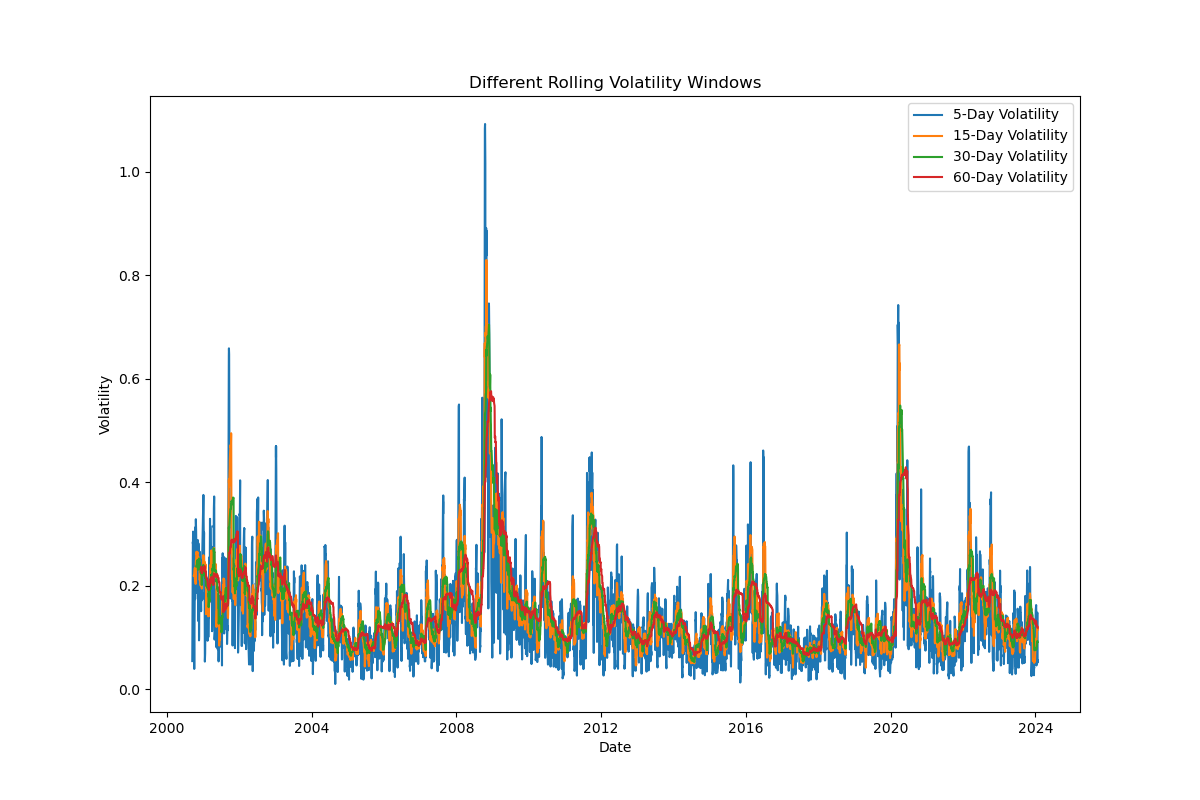 Different Rolling Volatility Windows
5-Day Volatility
15-Day Volatility
30-Day Volatility
60-Day Volatility
Volatility
1.0
0.8
0.6
0.4
0.2
0.0
2000 2004 2008 2012 2016 2020 2024
Date